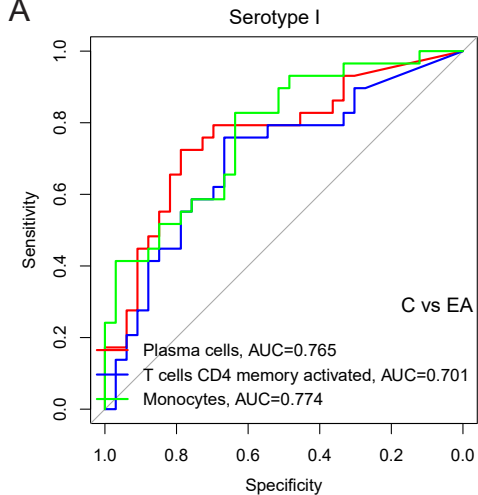 A
Serotype I
1.0
0.8
0.6
0.4
0.2
0.0
Sensitivity
C vs EA
Plasma cells, AUC=0.765
T cells CD4 memory activated, AUC=0.701
Monocytes, AUC=0.774
1.0 0.8 0.6 0.4 0.2 0.0
Specificity